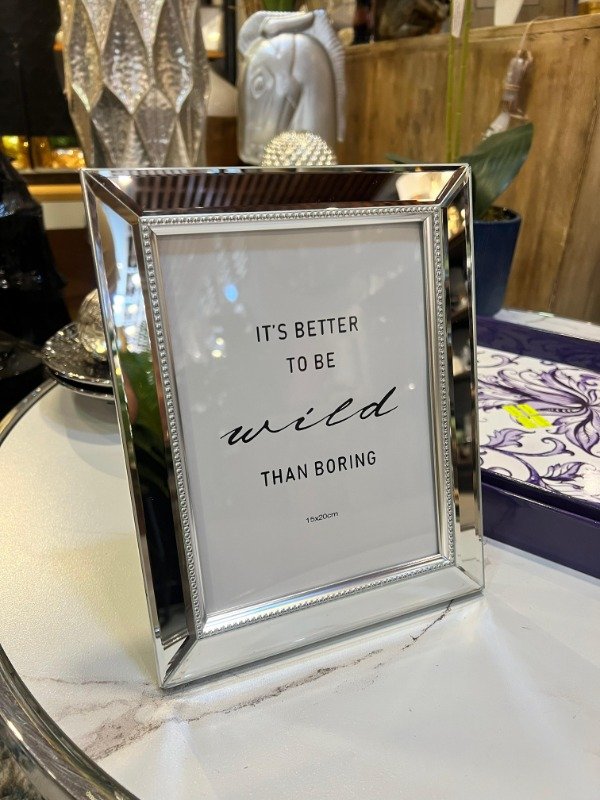 IT'S BETTER
TO BE
wild
THAN BORING
15x20cm